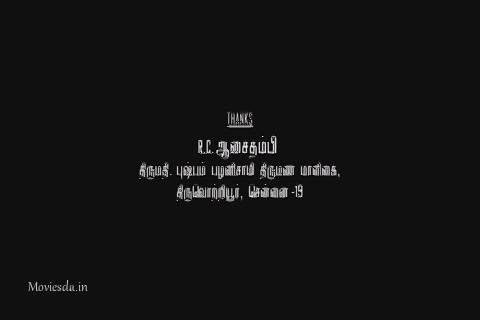 THANKS
R.C. ஆசைதம்பி
திருமதி. புஷ்பம் பழனிசாமி திருமண மாளிகை,
திருவொற்றியூர், சென்னை -19
Moviesda.in